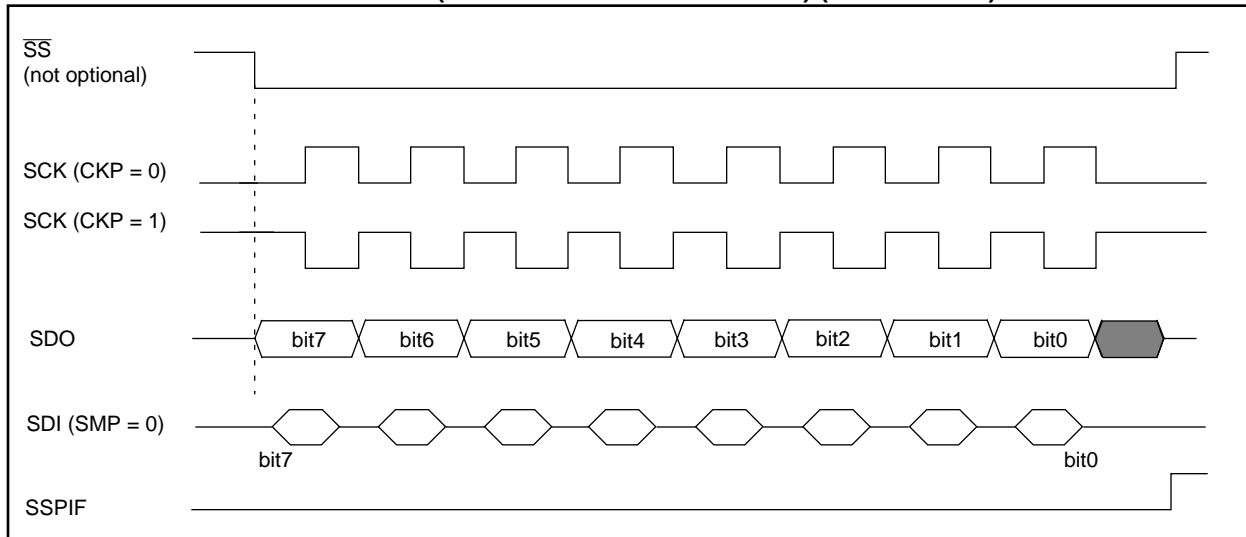 S̅S̅
(not optional)
SCK (CKP = 0)
SCK (CKP = 1)
SDO
bit7 bit6 bit5 bit4 bit3 bit2 bit1 bit0
SDI (SMP = 0)
bit7 bit0
SSPIF